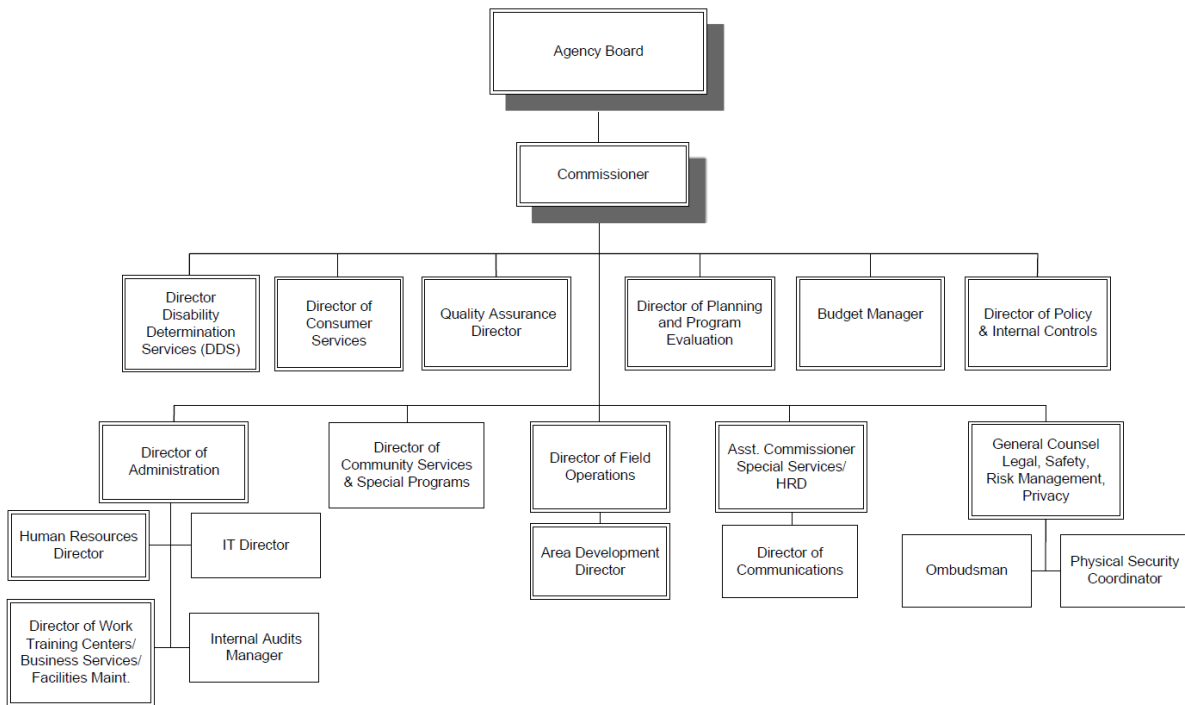 Agency Board
Commissioner
Director
Disability
Determination
Services (DDS)
Director of
Consumer
Services
Quality Assurance
Director
Director of Planning
and Program
Evaluation
Budget Manager
Director of Policy
& Internal Controls
Director of
Administration
Director of
Community Services
& Special Programs
Director of Field
Operations
Asst. Commissioner
Special Services/
HRD
General Counsel
Legal, Safety,
Risk Management,
Privacy
Human Resources
Director
IT Director
Area Development
Director
Director of
Communications
Ombudsman
Physical Security
Coordinator
Director of Work
Training Centers/
Business Services/
Facilities Maint.
Internal Audits
Manager